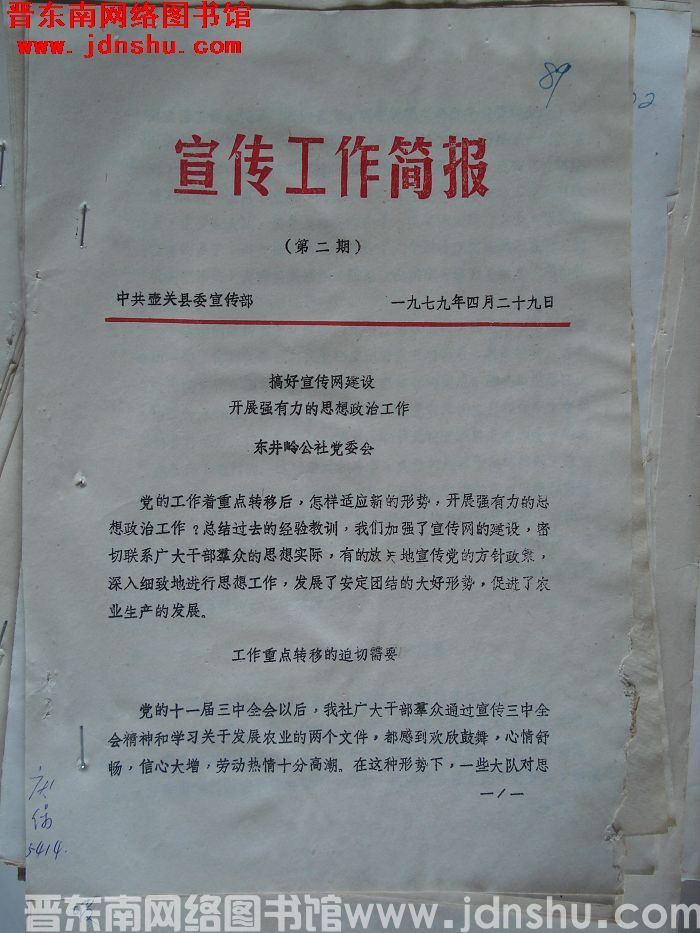 晋东南网络图书馆
www.jdnshu.com
89
宣传工作简报
（第二期）
中共壶关县委宣传部 一九七九年四月二十九日
搞好宣传网建设
开展强有力的思想政治工作
东井岭公社党委会
党的工作着重点转移后，怎样适应新的形势，开展强有力的思
想政治工作？总结过去的经验教训，我们加强了宣传网的建设，密
切联系广大干部羣众的思想实际，有的放矢地宣传党的方针政策，
深入细致地进行思想工作，发展了安定团结的大好形势，促进了农
业生产的发展。
工作重点转移的迫切需要
党的十一届三中全会以后，我社广大干部羣众通过宣传三中全
会精神和学习关于发展农业的两个文件，都感到欢欣鼓舞，心情舒
畅，信心大增，劳动热情十分高潮。在这种形势下，一些大队对思
—1—
5414.
晋东南网络图书馆www.jdnshu.com